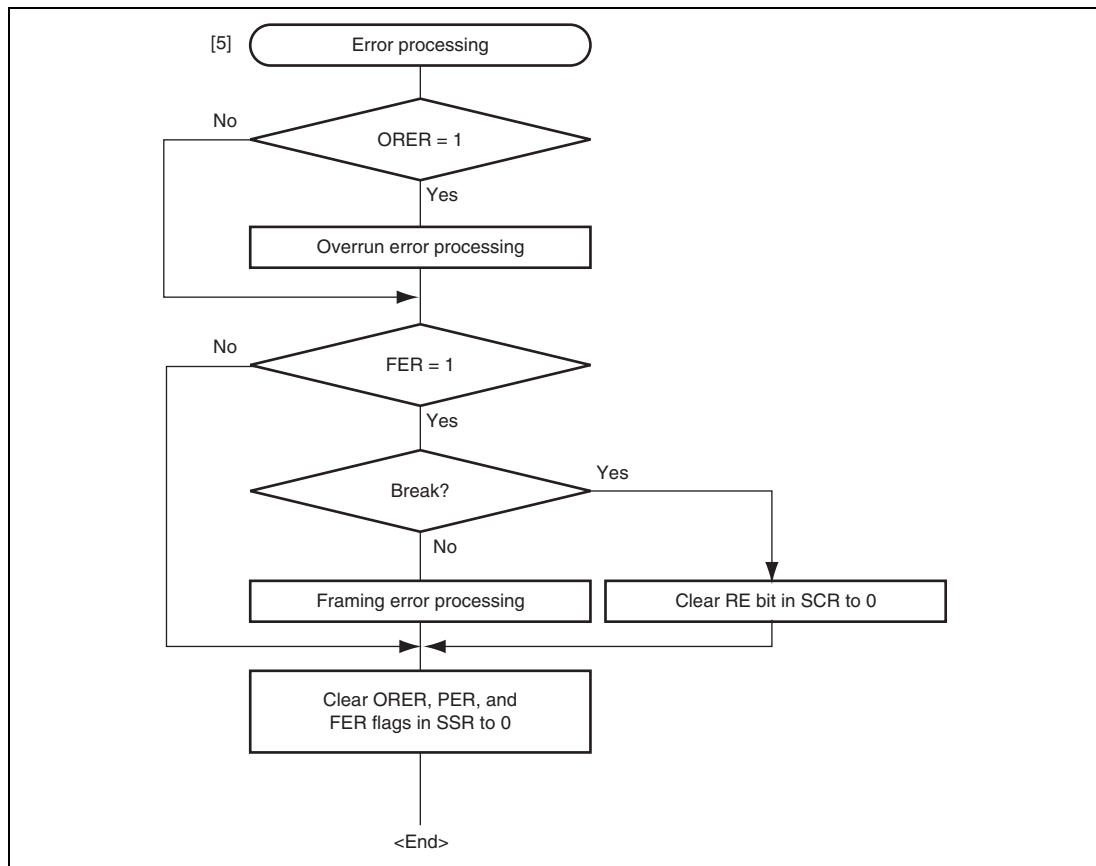 [5]
Error processing
No
ORER = 1
Yes
Overrun error processing
No
FER = 1
Yes
Yes
Break?
No
Framing error processing
Clear RE bit in SCR to 0
Clear ORER, PER, and
FER flags in SSR to 0
<End>